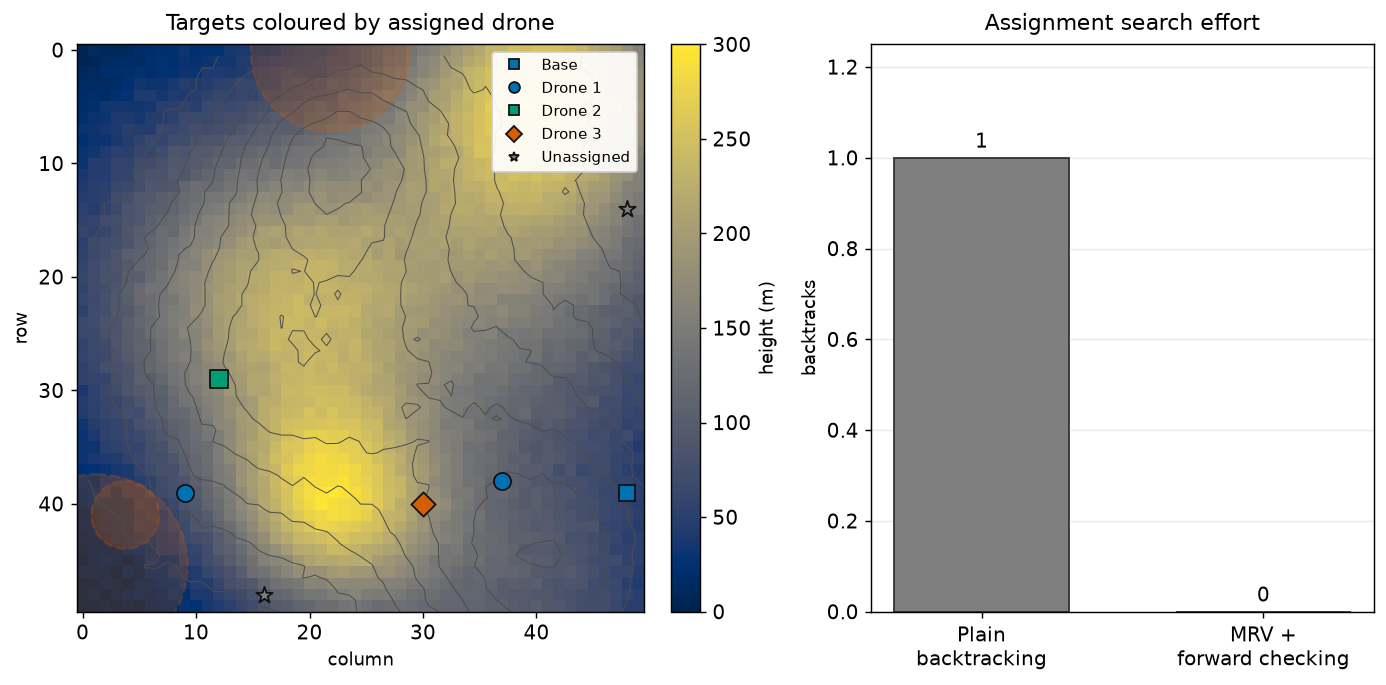 Targets coloured by assigned drone
Base
Drone 1
Drone 2
Drone 3
Unassigned
0
10
20
30
40
row
0
10
20
30
40
column
300
250
200
150
100
50
0
height (m)
Assignment search effort
1.2
1.0
0.8
0.6
0.4
0.2
0.0
backtracks
1
0
Plain
backtracking
MRV +
forward checking